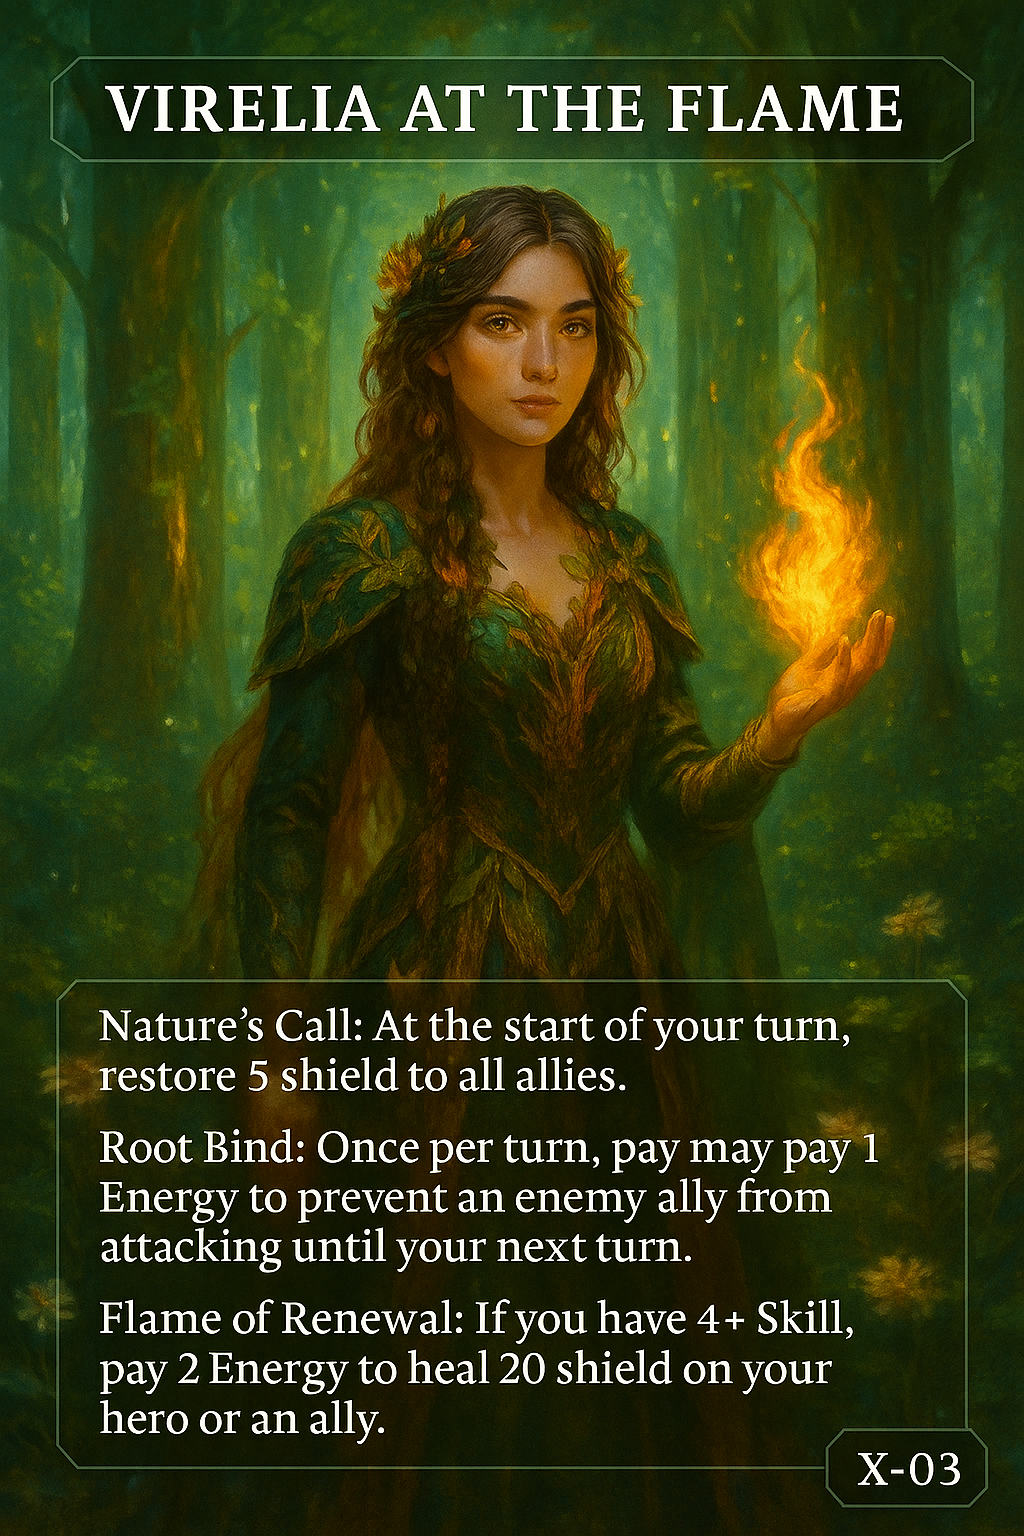 VIRELIA AT THE FLAME
Nature's Call: At the start of your turn,
restore 5 shield to all allies.
Root Bind: Once per turn, pay may pay 1
Energy to prevent an enemy ally from
attacking until your next turn.
Flame of Renewal: If you have 4+ Skill,
pay 2 Energy to heal 20 shield on your
hero or an ally.
X-03